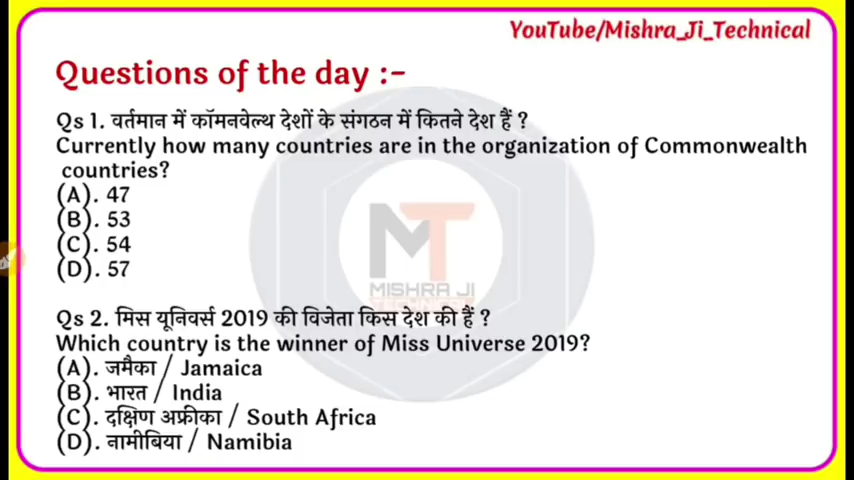 YouTube/Mishra_Ji_Technical
Questions of the day :-
Qs 1. वर्तमान में कॉमनवेल्थ देशों के संगठन में कितने देश हैं ?
Currently how many countries are in the organization of Commonwealth
countries?
(A). 47
(B). 53
(C). 54
(D). 57
MT
MISHRA JI
TECHNICAL
Qs 2. मिस यूनिवर्स 2019 की विजेता किस देश की हैं ?
Which country is the winner of Miss Universe 2019?
(A). जमैका / Jamaica
(B). भारत / India
(C). दक्षिण अफ्रीका / South Africa
(D). नामीबिया / Namibia